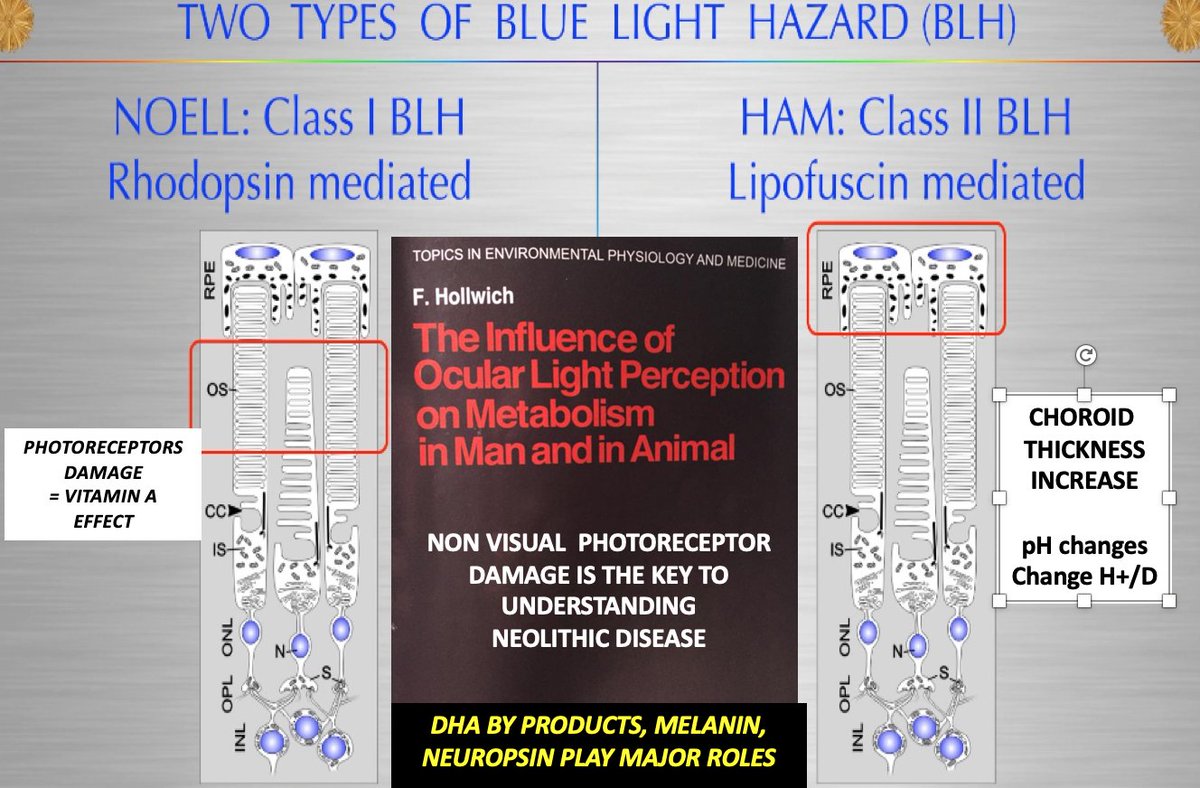 TWO TYPES OF BLUE LIGHT HAZARD (BLH)
NOELL: Class I BLH
Rhodopsin mediated
HAM: Class II BLH
Lipofuscin mediated
RPE
OS
CC
IS
ONL
N
OPL
S
INL
PHOTORECEPTORS
DAMAGE
= VITAMIN A
EFFECT
TOPICS IN ENVIRONMENTAL PHYSIOLOGY AND MEDICINE
F. Hollwich
The Influence of
Ocular Light Perception
on Metabolism
in Man and in Animal
NON VISUAL PHOTORECEPTOR
DAMAGE IS THE KEY TO
UNDERSTANDING
NEOLITHIC DISEASE
DHA BY PRODUCTS, MELANIN,
NEUROPSIN PLAY MAJOR ROLES
RPE
OS
CC
IS
ONL
N
OPL
S
INL
CHOROID
THICKNESS
INCREASE
pH changes
Change H+/D